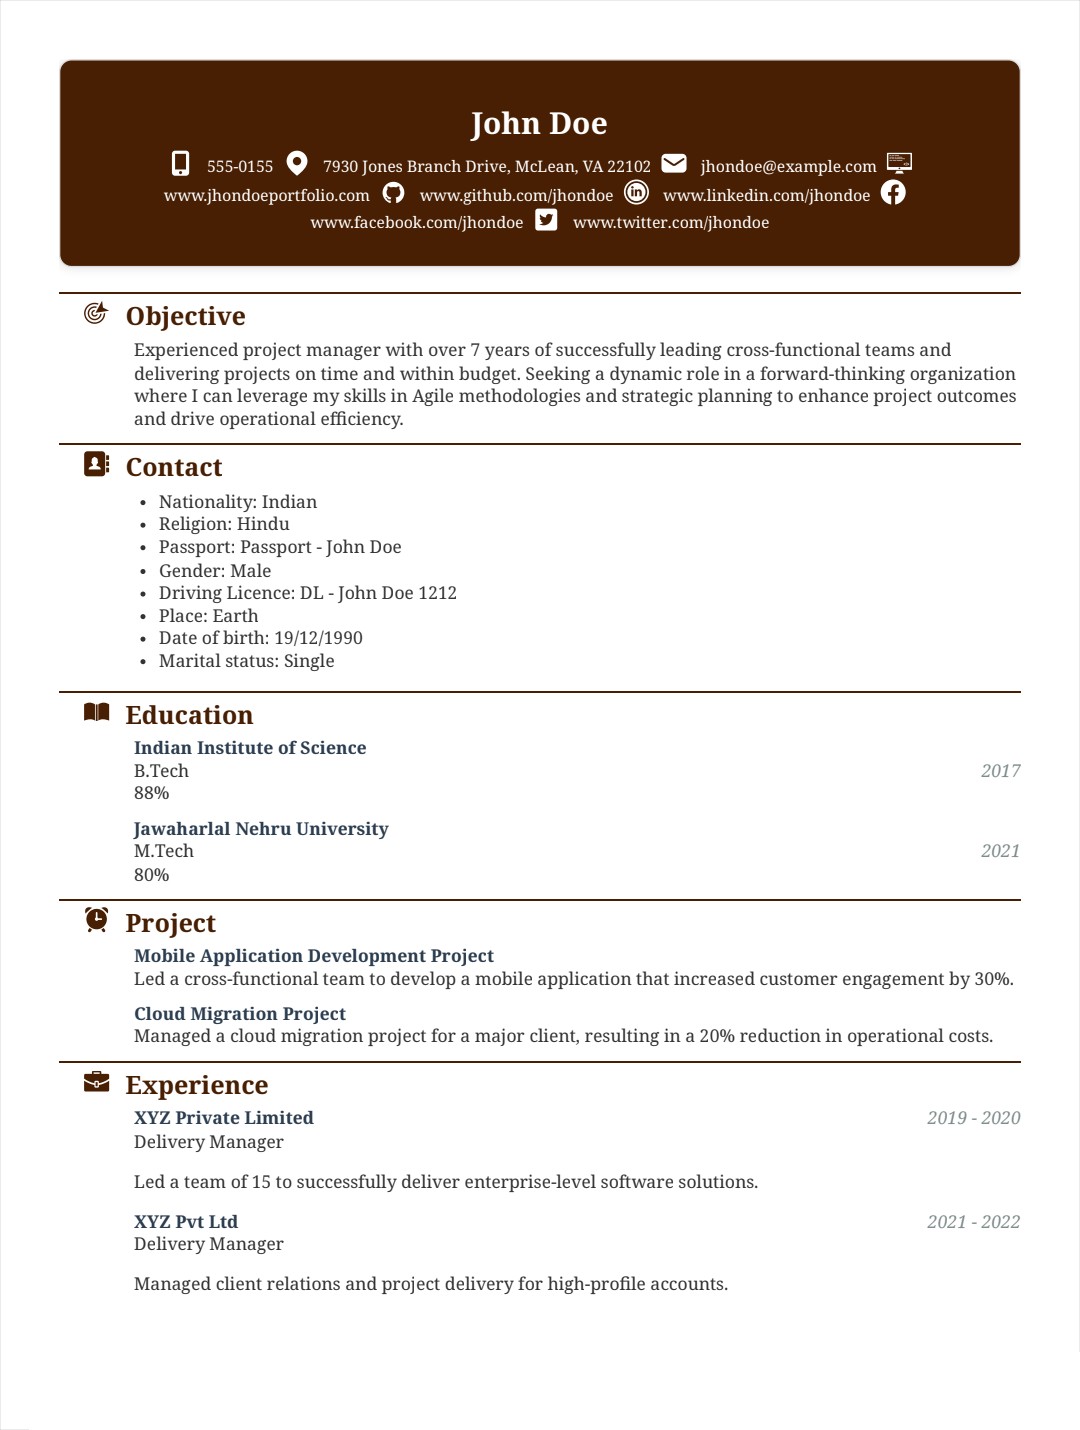 John Doe
555-0155 7930 Jones Branch Drive, McLean, VA 22102 jhondoe@example.com
www.jhondoeportfolio.com www.github.com/jhondoe www.linkedin.com/jhondoe
www.facebook.com/jhondoe www.twitter.com/jhondoe
Objective
Experienced project manager with over 7 years of successfully leading cross-functional teams and
delivering projects on time and within budget. Seeking a dynamic role in a forward-thinking organization
where I can leverage my skills in Agile methodologies and strategic planning to enhance project outcomes
and drive operational efficiency.
Contact
• Nationality: Indian
• Religion: Hindu
• Passport: Passport - John Doe
• Gender: Male
• Driving Licence: DL - John Doe 1212
• Place: Earth
• Date of birth: 19/12/1990
• Marital status: Single
Education
Indian Institute of Science
B.Tech 2017
88%
Jawaharlal Nehru University
M.Tech 2021
80%
Project
Mobile Application Development Project
Led a cross-functional team to develop a mobile application that increased customer engagement by 30%.
Cloud Migration Project
Managed a cloud migration project for a major client, resulting in a 20% reduction in operational costs.
Experience
XYZ Private Limited 2019 - 2020
Delivery Manager
Led a team of 15 to successfully deliver enterprise-level software solutions.
XYZ Pvt Ltd 2021 - 2022
Delivery Manager
Managed client relations and project delivery for high-profile accounts.